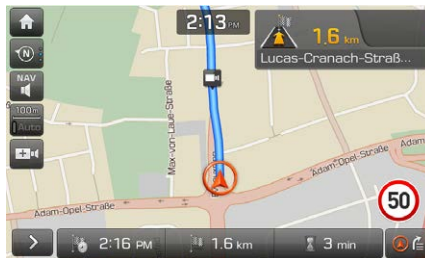 2:13 PM
1.6 km
Lucas-Cranach-Straß...
N
NAV
100m
Auto
Max-von-Laue-Straße
Adam-Opel-Straße
Adam-Opel-Straße
Adam
50
2:16 PM
1.6 km
3 min